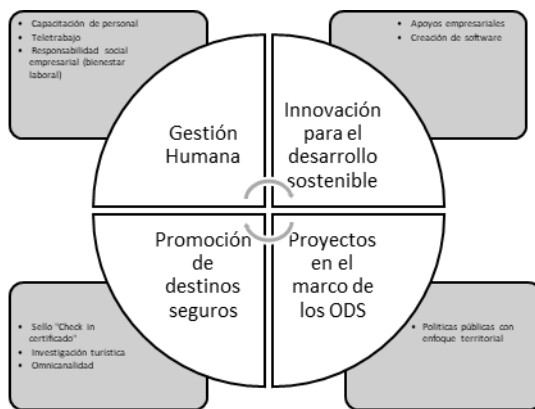 • Capacitación de personal
• Teletrabajo
• Responsabilidad social
empresarial (bienestar
laboral)
• Apoyos empresariales
• Creación de software
Gestión
Humana
Innovación
para el
desarrollo
sostenible
Promoción
de
destinos
seguros
Proyectos
en el
marco de
los ODS
• Sello "Check in
certificado"
• Investigación turística
• Omnicanalidad
• Políticas públicas con
enfoque territorial